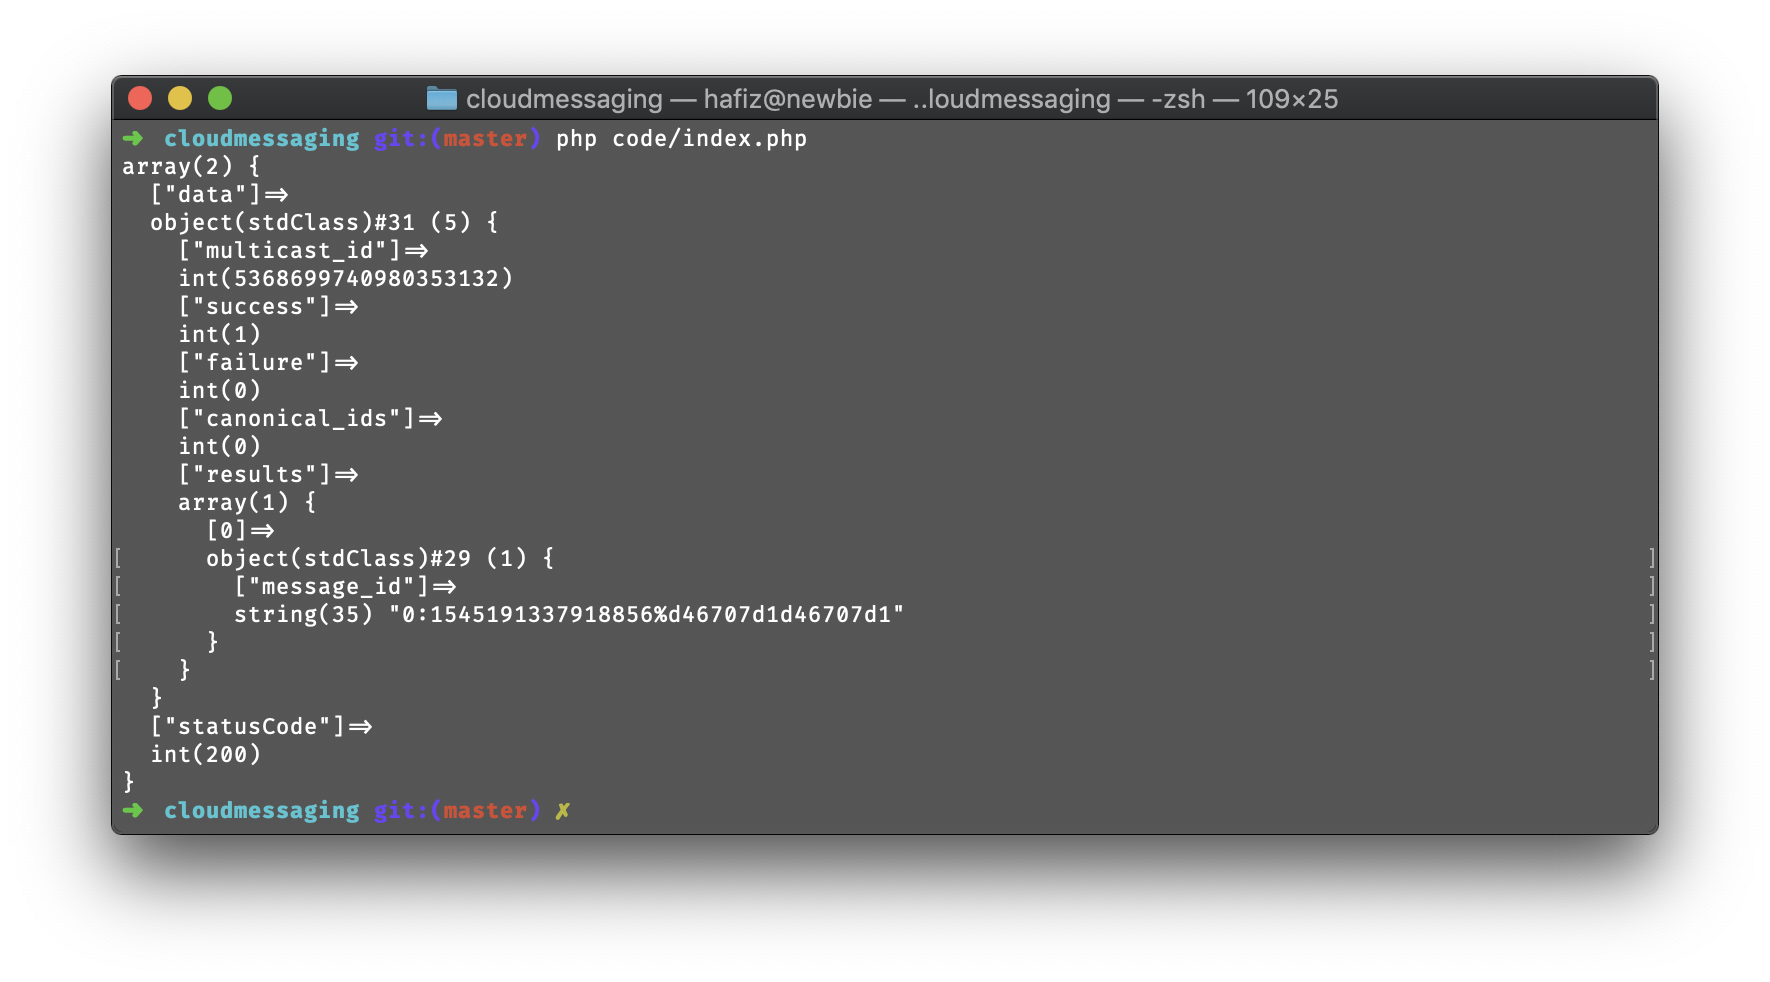 cloudmessaging — hafiz@newbie — ..loudmessaging — -zsh — 109×25
➜ cloudmessaging git:(master) php code/index.php
array(2) {
  ["data"]=>
  object(stdClass)#31 (5) {
    ["multicast_id"]=>
    int(5368699740980353132)
    ["success"]=>
    int(1)
    ["failure"]=>
    int(0)
    ["canonical_ids"]=>
    int(0)
    ["results"]=>
    array(1) {
      [0]=>
[     object(stdClass)#29 (1) { ]
[       ["message_id"]=> ]
[       string(35) "0:1545191337918856%d46707d1d46707d1" ]
[     } ]
[   } ]
  }
  ["statusCode"]=>
  int(200)
}
➜ cloudmessaging git:(master) ✗